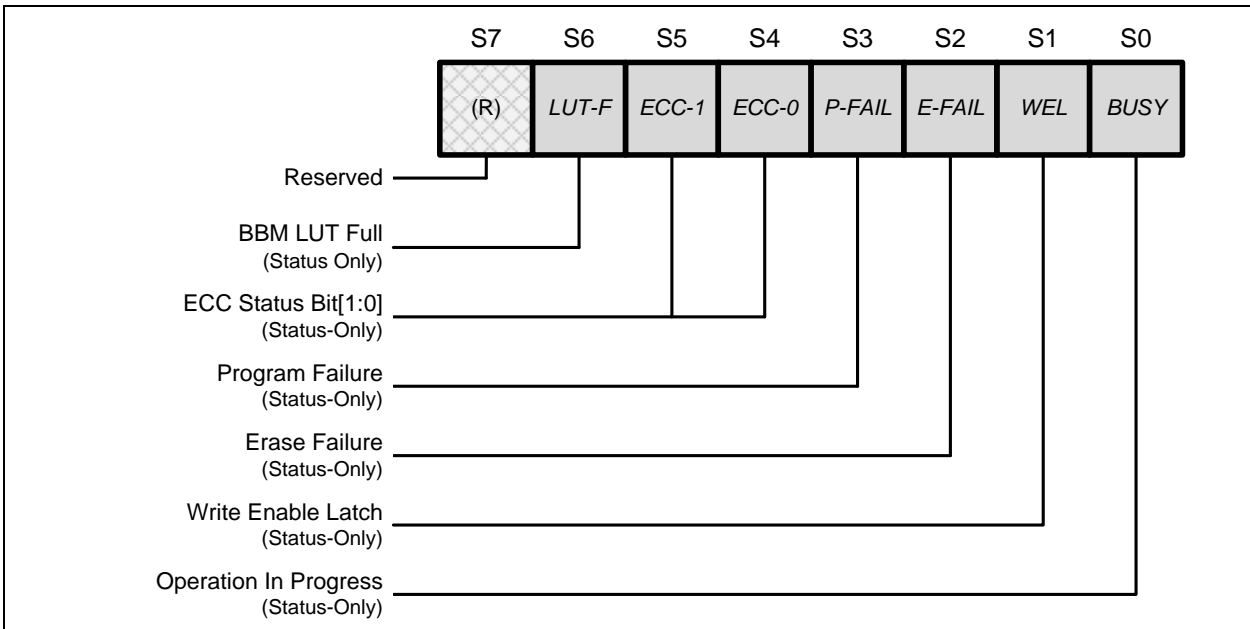 S7 S6 S5 S4 S3 S2 S1 S0
(R) LUT-F ECC-1 ECC-0 P-FAIL E-FAIL WEL BUSY
Reserved
BBM LUT Full
(Status Only)
ECC Status Bit[1:0]
(Status-Only)
Program Failure
(Status-Only)
Erase Failure
(Status-Only)
Write Enable Latch
(Status-Only)
Operation In Progress
(Status-Only)